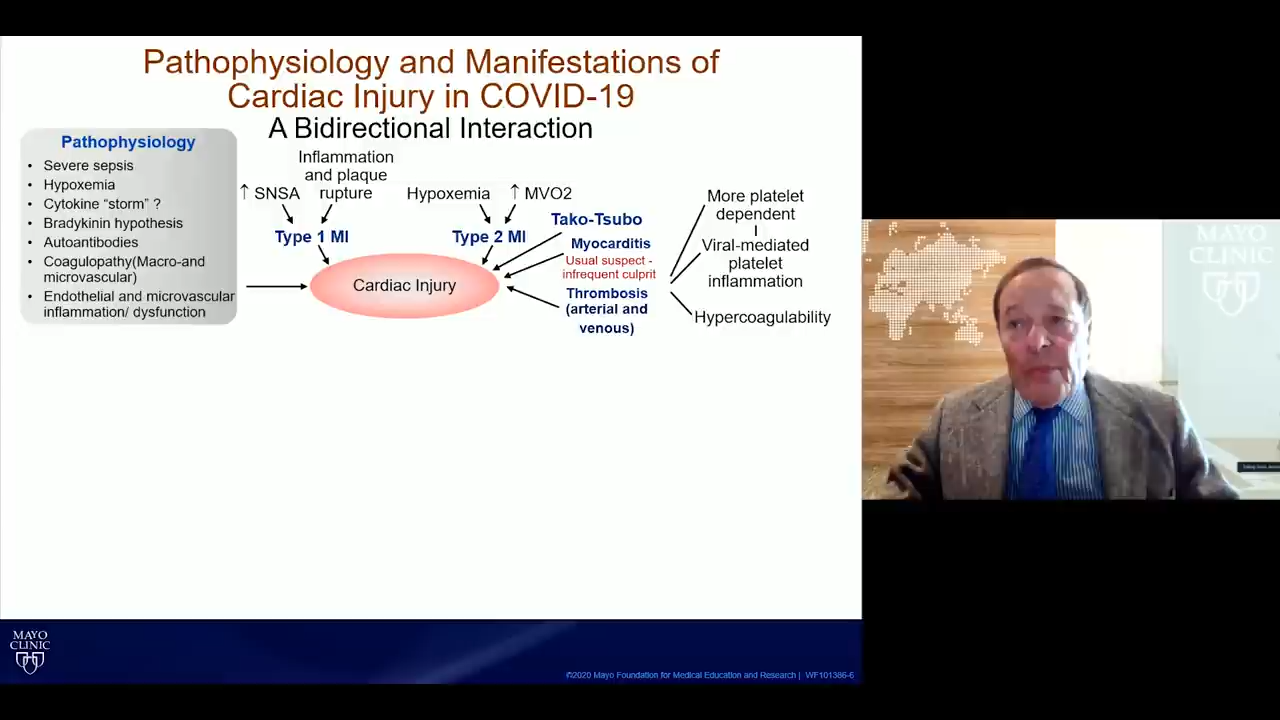 Pathophysiology and Manifestations of
Cardiac Injury in COVID-19
A Bidirectional Interaction
Pathophysiology
• Severe sepsis
• Hypoxemia
• Cytokine “storm” ?
• Bradykinin hypothesis
• Autoantibodies
• Coagulopathy(Macro-and
microvascular)
• Endothelial and microvascular
inflammation/ dysfunction
↑ SNSA
Inflammation
and plaque
rupture
Type 1 MI
Hypoxemia
↑ MVO2
Type 2 MI
Cardiac Injury
Tako-Tsubo
Myocarditis
Usual suspect -
infrequent culprit
Thrombosis
(arterial and
venous)
More platelet
dependent
Viral-mediated
platelet
inflammation
Hypercoagulability
MAYO
CLINIC
MAYO
CLINIC
©2020 Mayo Foundation for Medical Education and Research | WF101386-6